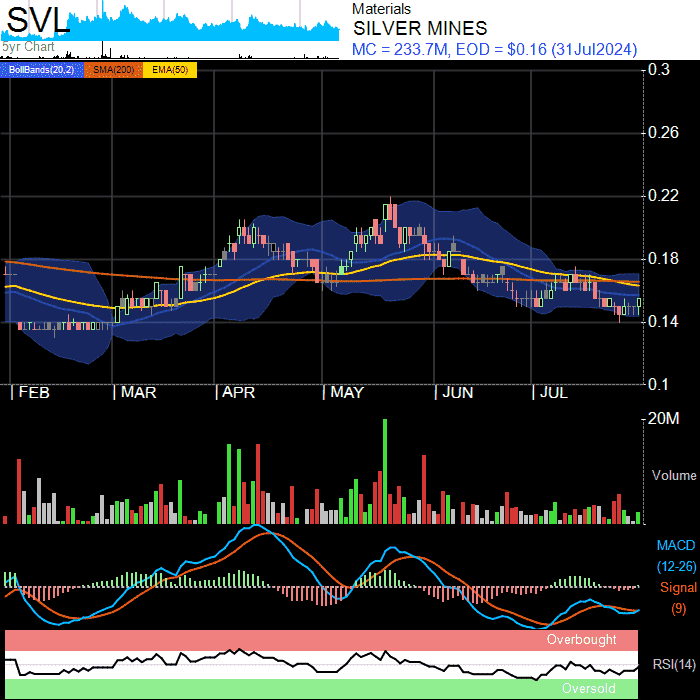 SVL
5yr Chart
Materials
SILVER MINES
MC = 233.7M, EOD = $0.16 (31Jul2024)
BollBands(20,2) SMA(200) EMA(50)
0.3
0.26
0.22
0.18
0.14
0.1
FEB MAR APR MAY JUN JUL
20M
Volume
MACD
(12-26)
Signal
(9)
Overbought
RSI(14)
Oversold